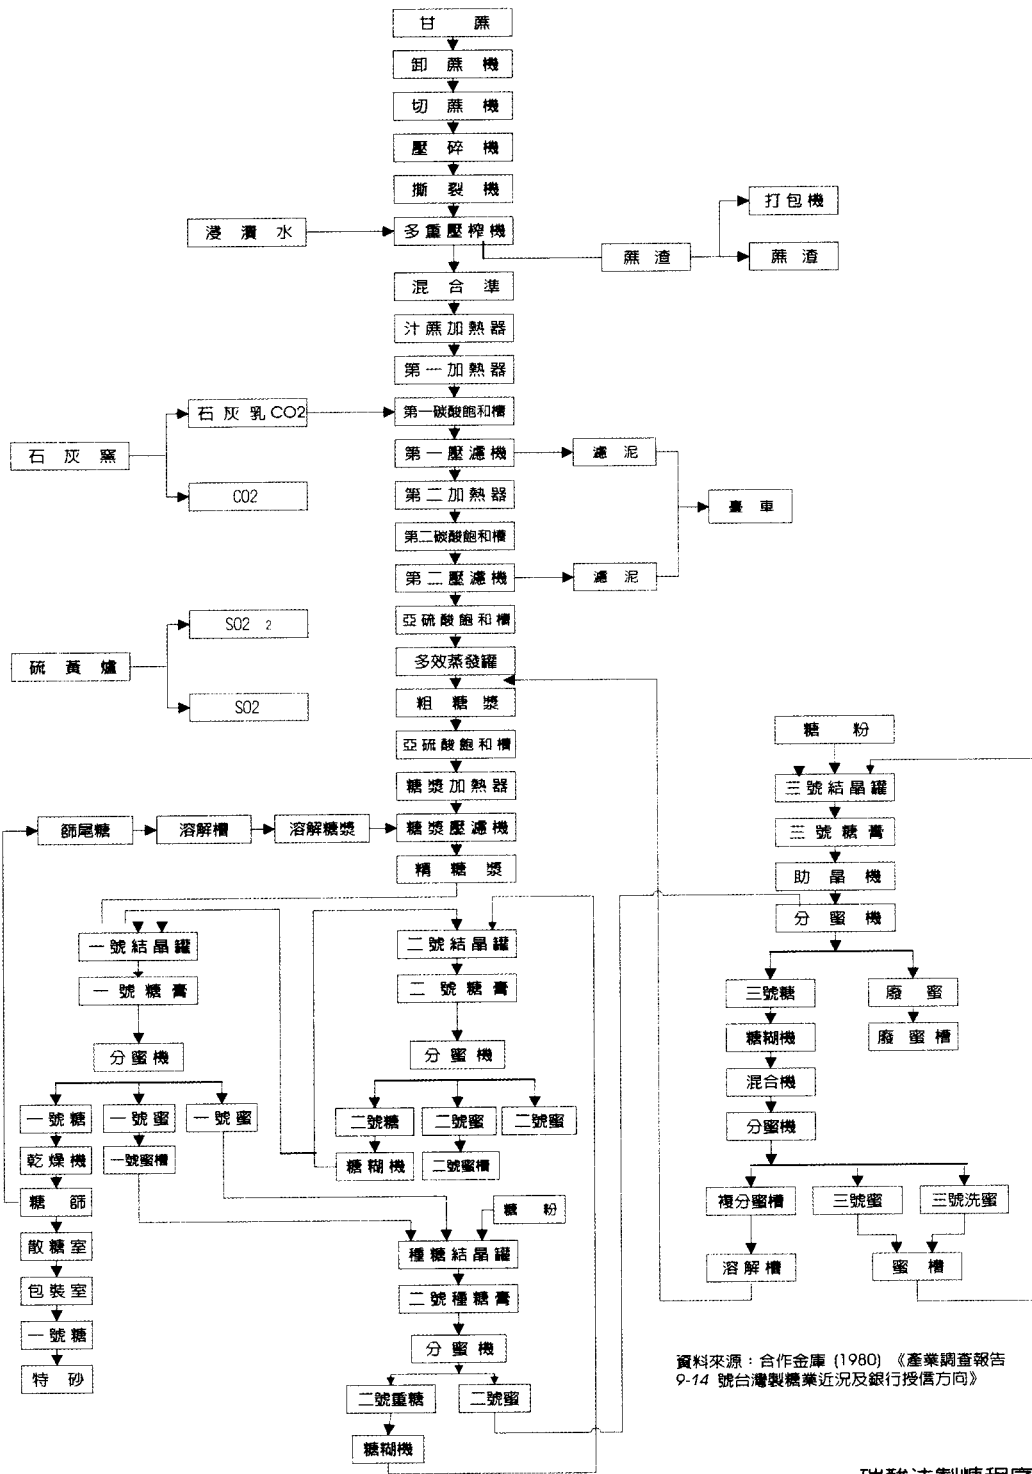 甘蔗
卸蔗機
切蔗機
壓碎機
撕裂機
打包機
浸漬水
多重壓榨機
蔗渣
蔗渣
混合準
汁蔗加熱器
第一加熱器
石灰乳CO2
第一碳酸飽和槽
石灰窯
第一壓濾機
濾泥
CO2
第二加熱器
臺車
第二碳酸飽和槽
第二壓濾機
濾泥
SO2 2
亞硫酸飽和槽
硫黃爐
多效蒸發罐
SO2
粗糖漿
糖粉
亞硫酸飽和槽
糖漿加熱器
三號結晶罐
篩尾糖
溶解槽
溶解糖漿
糖漿壓濾機
三號糖膏
精糖漿
助晶機
分蜜機
一號結晶罐
二號結晶罐
一號糖膏
二號糖膏
三號糖
廢蜜
糖糊機
廢蜜槽
分蜜機
分蜜機
混合機
一號糖
一號蜜
一號蜜
二號糖
二號蜜
二號蜜
分蜜機
乾燥機
一號蜜槽
糖糊機
二號蜜槽
糖篩
糖粉
複分蜜槽
三號蜜
三號洗蜜
散糖室
種糖結晶罐
溶解槽
蜜槽
包裝室
二號種糖膏
一號糖
分蜜機
特砂
二號重糖
二號蜜
糖糊機
資料來源：合作金庫 (1980) 《產業調查報告
9-14 號台灣製糖業近況及銀行授信方向》